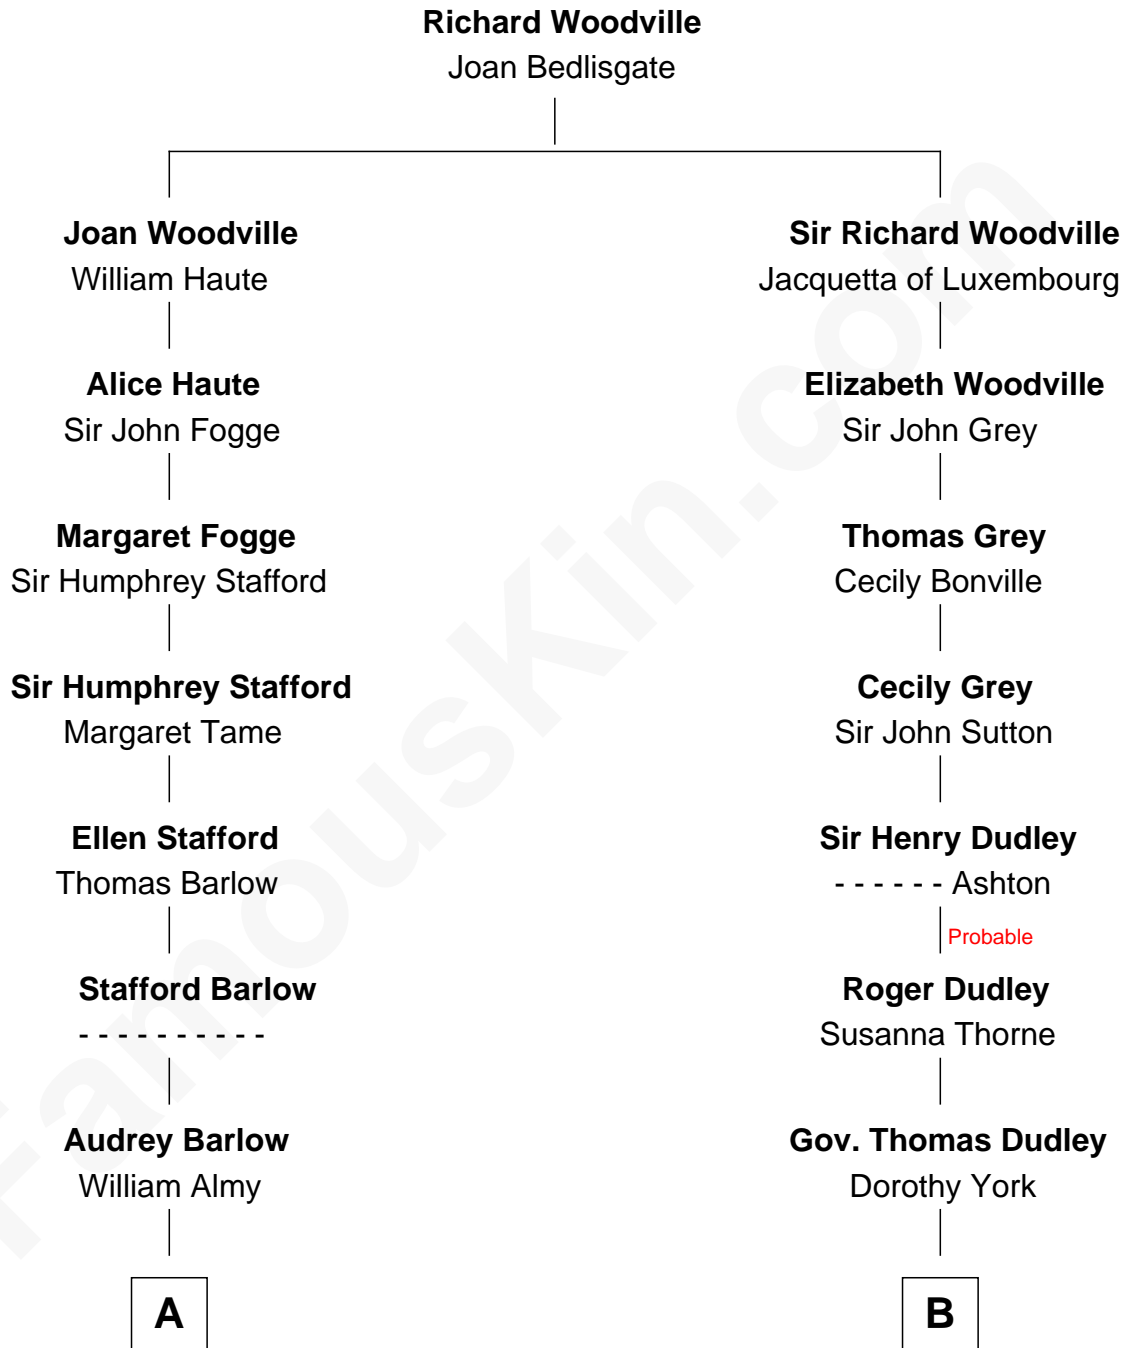 Richard Woodville
Joan Bedlisgate
Joan Woodville
William Haute
Sir Richard Woodville
Jacquetta of Luxembourg
Alice Haute
Sir John Fogge
Elizabeth Woodville
Sir John Grey
Margaret Fogge
Sir Humphrey Stafford
Thomas Grey
Cecily Bonville
Sir Humphrey Stafford
Margaret Tame
Cecily Grey
Sir John Sutton
Ellen Stafford
Thomas Barlow
Sir Henry Dudley
- - - - - - Ashton
Probable
Stafford Barlow
- - - - - - - - - -
Roger Dudley
Susanna Thorne
Audrey Barlow
William Almy
Gov. Thomas Dudley
Dorothy York
A
B
FamousKin.com